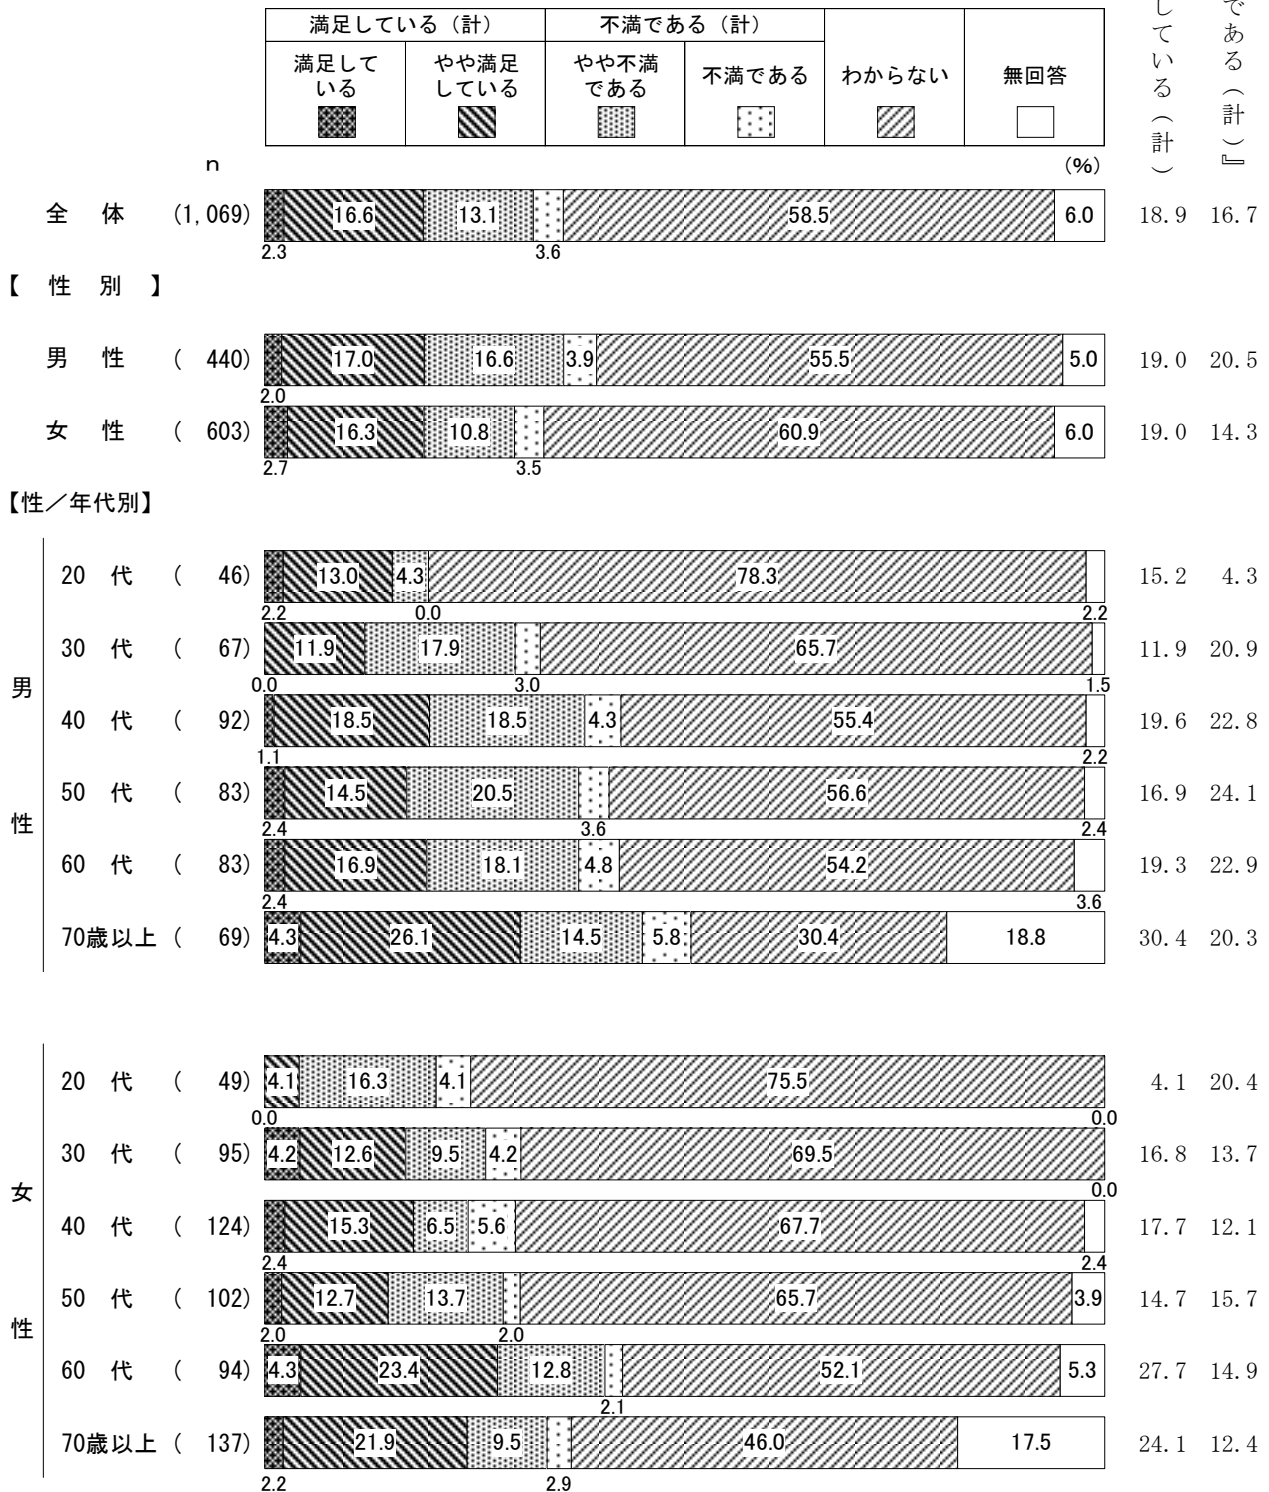 満足している（計）　不満である（計）
満足して
いる
やや満足
している
やや不満
である
不満である
わからない
無回答
している（計）
である（計）』
n
(%)
全 体 (1,069) 16.6 13.1 58.5 6.0 18.9 16.7
2.3 3.6
【 性 別 】
男 性 ( 440) 17.0 16.6 3.9 55.5 5.0 19.0 20.5
2.0
女 性 ( 603) 16.3 10.8 60.9 6.0 19.0 14.3
2.7 3.5
【性／年代別】
男性
20 代 ( 46) 13.0 4.3 78.3 15.2 4.3
2.2 0.0 2.2
30 代 ( 67) 11.9 17.9 65.7 11.9 20.9
0.0 3.0 1.5
40 代 ( 92) 18.5 18.5 4.3 55.4 19.6 22.8
1.1 2.2
50 代 ( 83) 14.5 20.5 56.6 16.9 24.1
2.4 3.6 2.4
60 代 ( 83) 16.9 18.1 4.8 54.2 19.3 22.9
2.4 3.6
70歳以上 ( 69) 4.3 26.1 14.5 5.8 30.4 18.8 30.4 20.3
女性
20 代 ( 49) 4.1 16.3 4.1 75.5 4.1 20.4
0.0 0.0
30 代 ( 95) 4.2 12.6 9.5 4.2 69.5 16.8 13.7
0.0
40 代 ( 124) 15.3 6.5 5.6 67.7 17.7 12.1
2.4 2.4
50 代 ( 102) 12.7 13.7 65.7 3.9 14.7 15.7
2.0 2.0
60 代 ( 94) 4.3 23.4 12.8 52.1 5.3 27.7 14.9
2.1
70歳以上 ( 137) 21.9 9.5 46.0 17.5 24.1 12.4
2.2 2.9